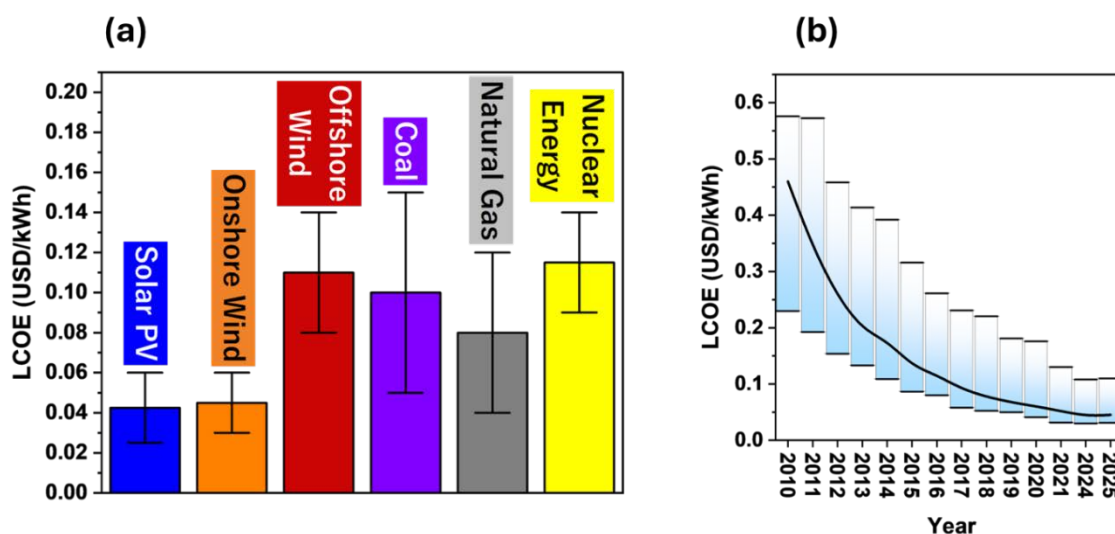 (a)
LCOE (USD/kWh)
0.20
0.18
0.16
0.14
0.12
0.10
0.08
0.06
0.04
0.02
0.00
Solar PV
Onshore Wind
Offshore
Wind
Coal
Natural Gas
Nuclear
Energy
(b)
LCOE (USD/kWh)
0.6
0.5
0.4
0.3
0.2
0.1
0.0
2010
2011
2012
2013
2014
2015
2016
2017
2018
2019
2020
2021
2024
2025
Year